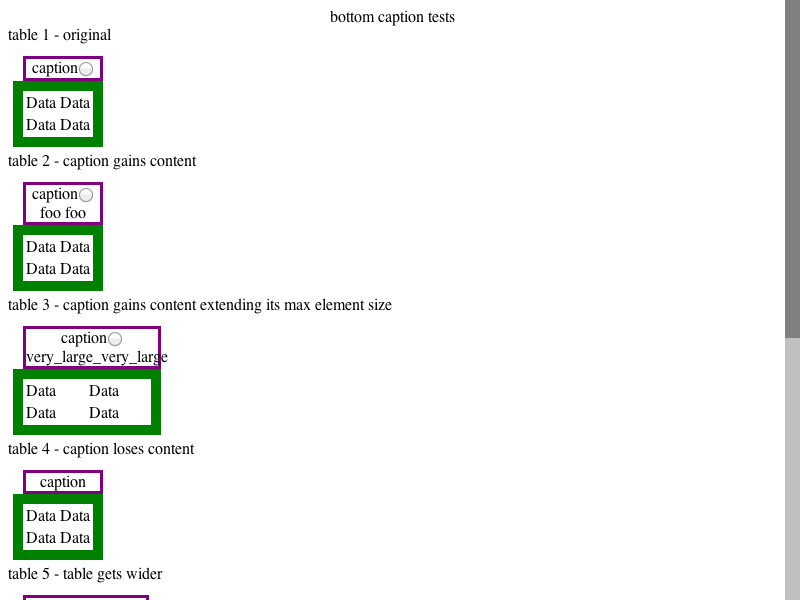 bottom caption tests
table 1 - original
caption
Data Data
Data Data
table 2 - caption gains content
caption
foo foo
Data Data
Data Data
table 3 - caption gains content extending its max element size
caption
very_large_very_large
Data Data
Data Data
table 4 - caption loses content
caption
Data Data
Data Data
table 5 - table gets wider